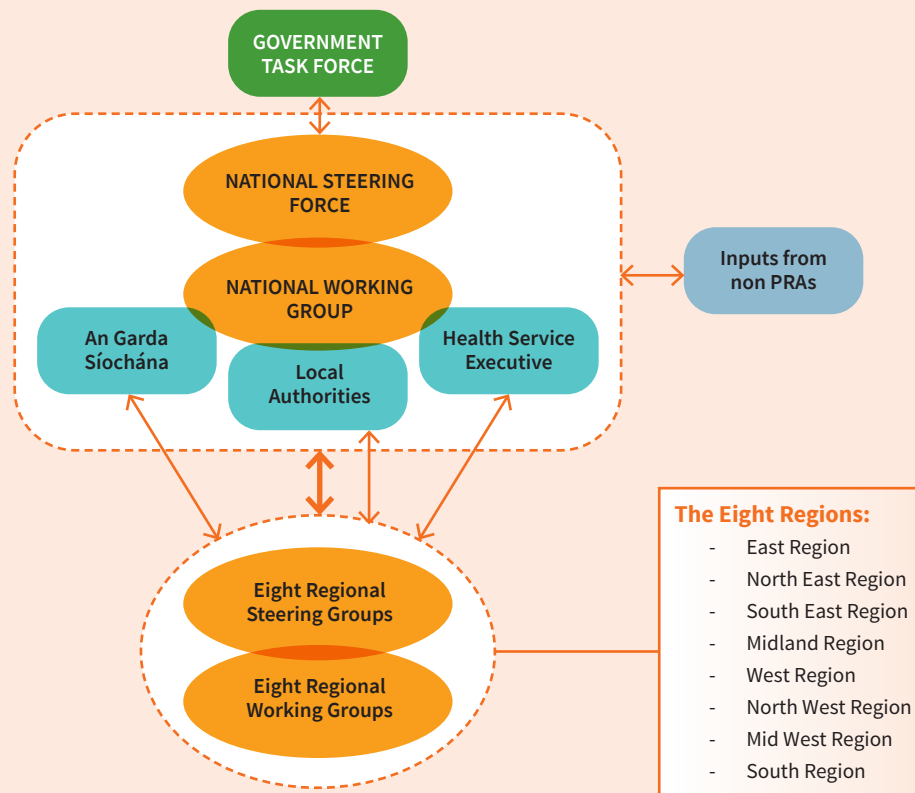 GOVERNMENT
TASK FORCE
NATIONAL STEERING
FORCE
NATIONAL WORKING
GROUP
Inputs from
non PRAs
An Garda
Síochána
Local
Authorities
Health Service
Executive
Eight Regional
Steering Groups
Eight Regional
Working Groups
The Eight Regions:
- East Region
- North East Region
- South East Region
- Midland Region
- West Region
- North West Region
- Mid West Region
- South Region